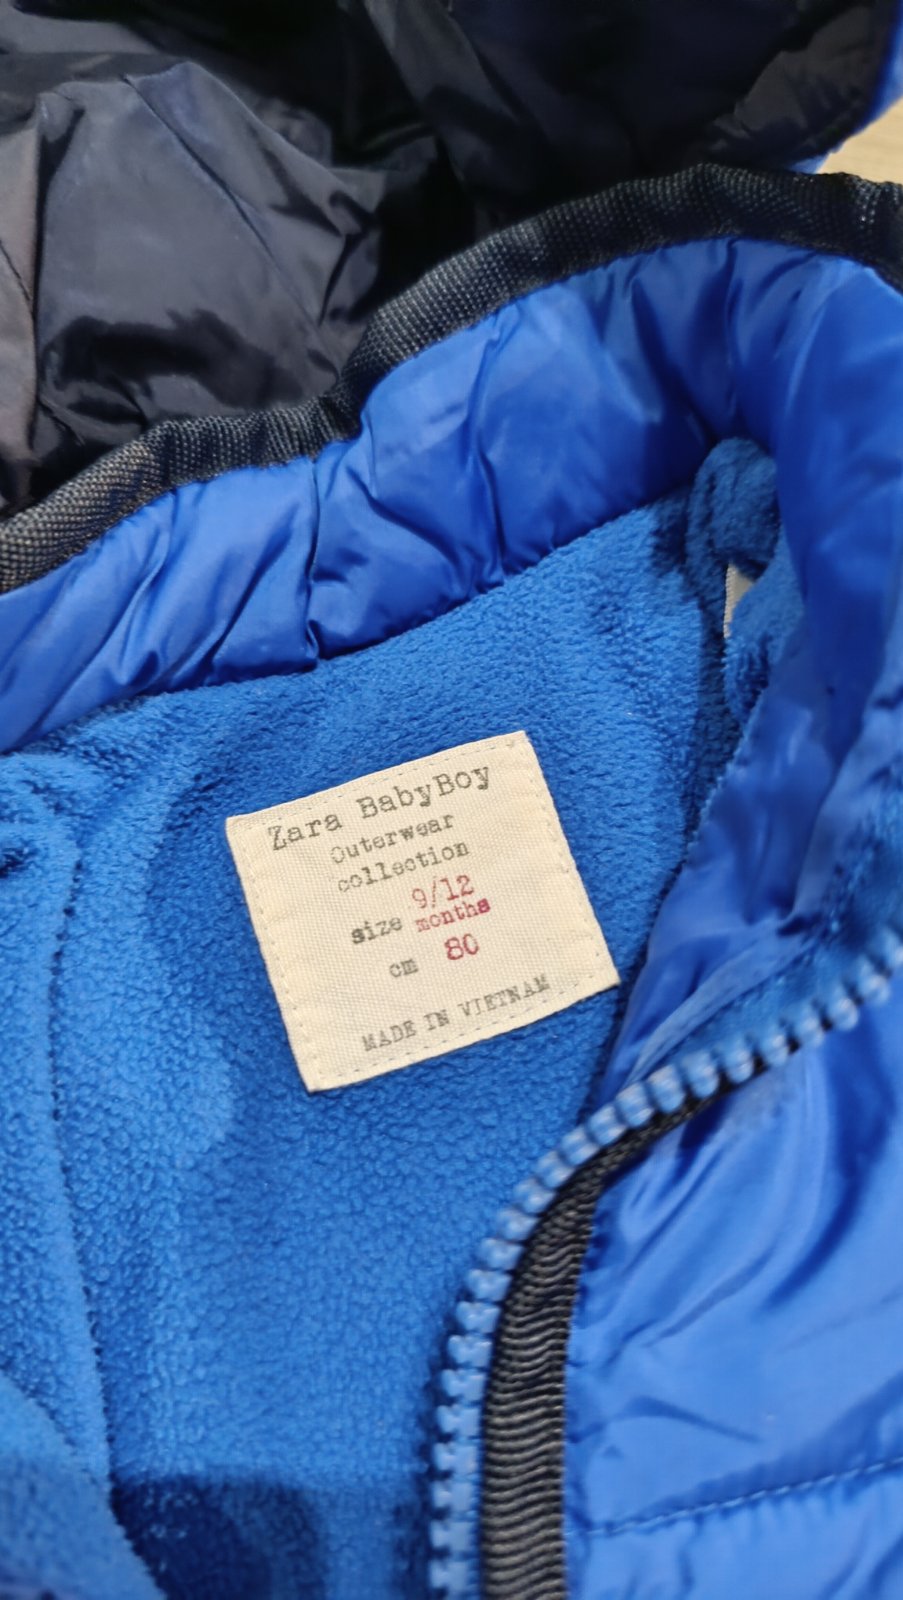 Zara BabyBoy
Outerwear
collection
size 9/12 months
cm 80
MADE IN VIETNAM